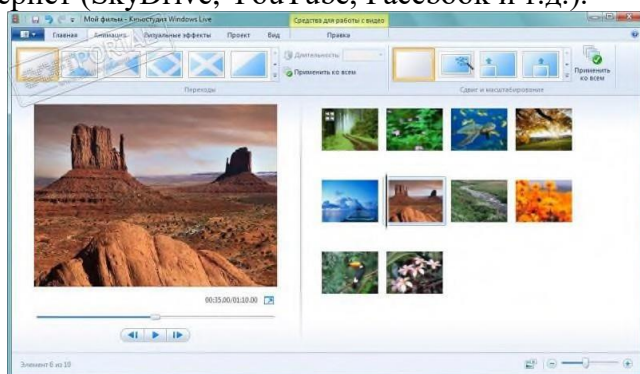 ернет (SkyDrive, YouTube, Facebook и т.д.).
Мой фильм - Киностудия Windows Live
Средства для работы с видео
Главная Анимация Визуальные эффекты Проект Вид Правка
Длительность:
Применить ко всем
Применить ко всем
Переходы
Сдвиг и масштабирование
SOFTPORTAL
00:35.00/01:10.00
Элемент 6 из 10